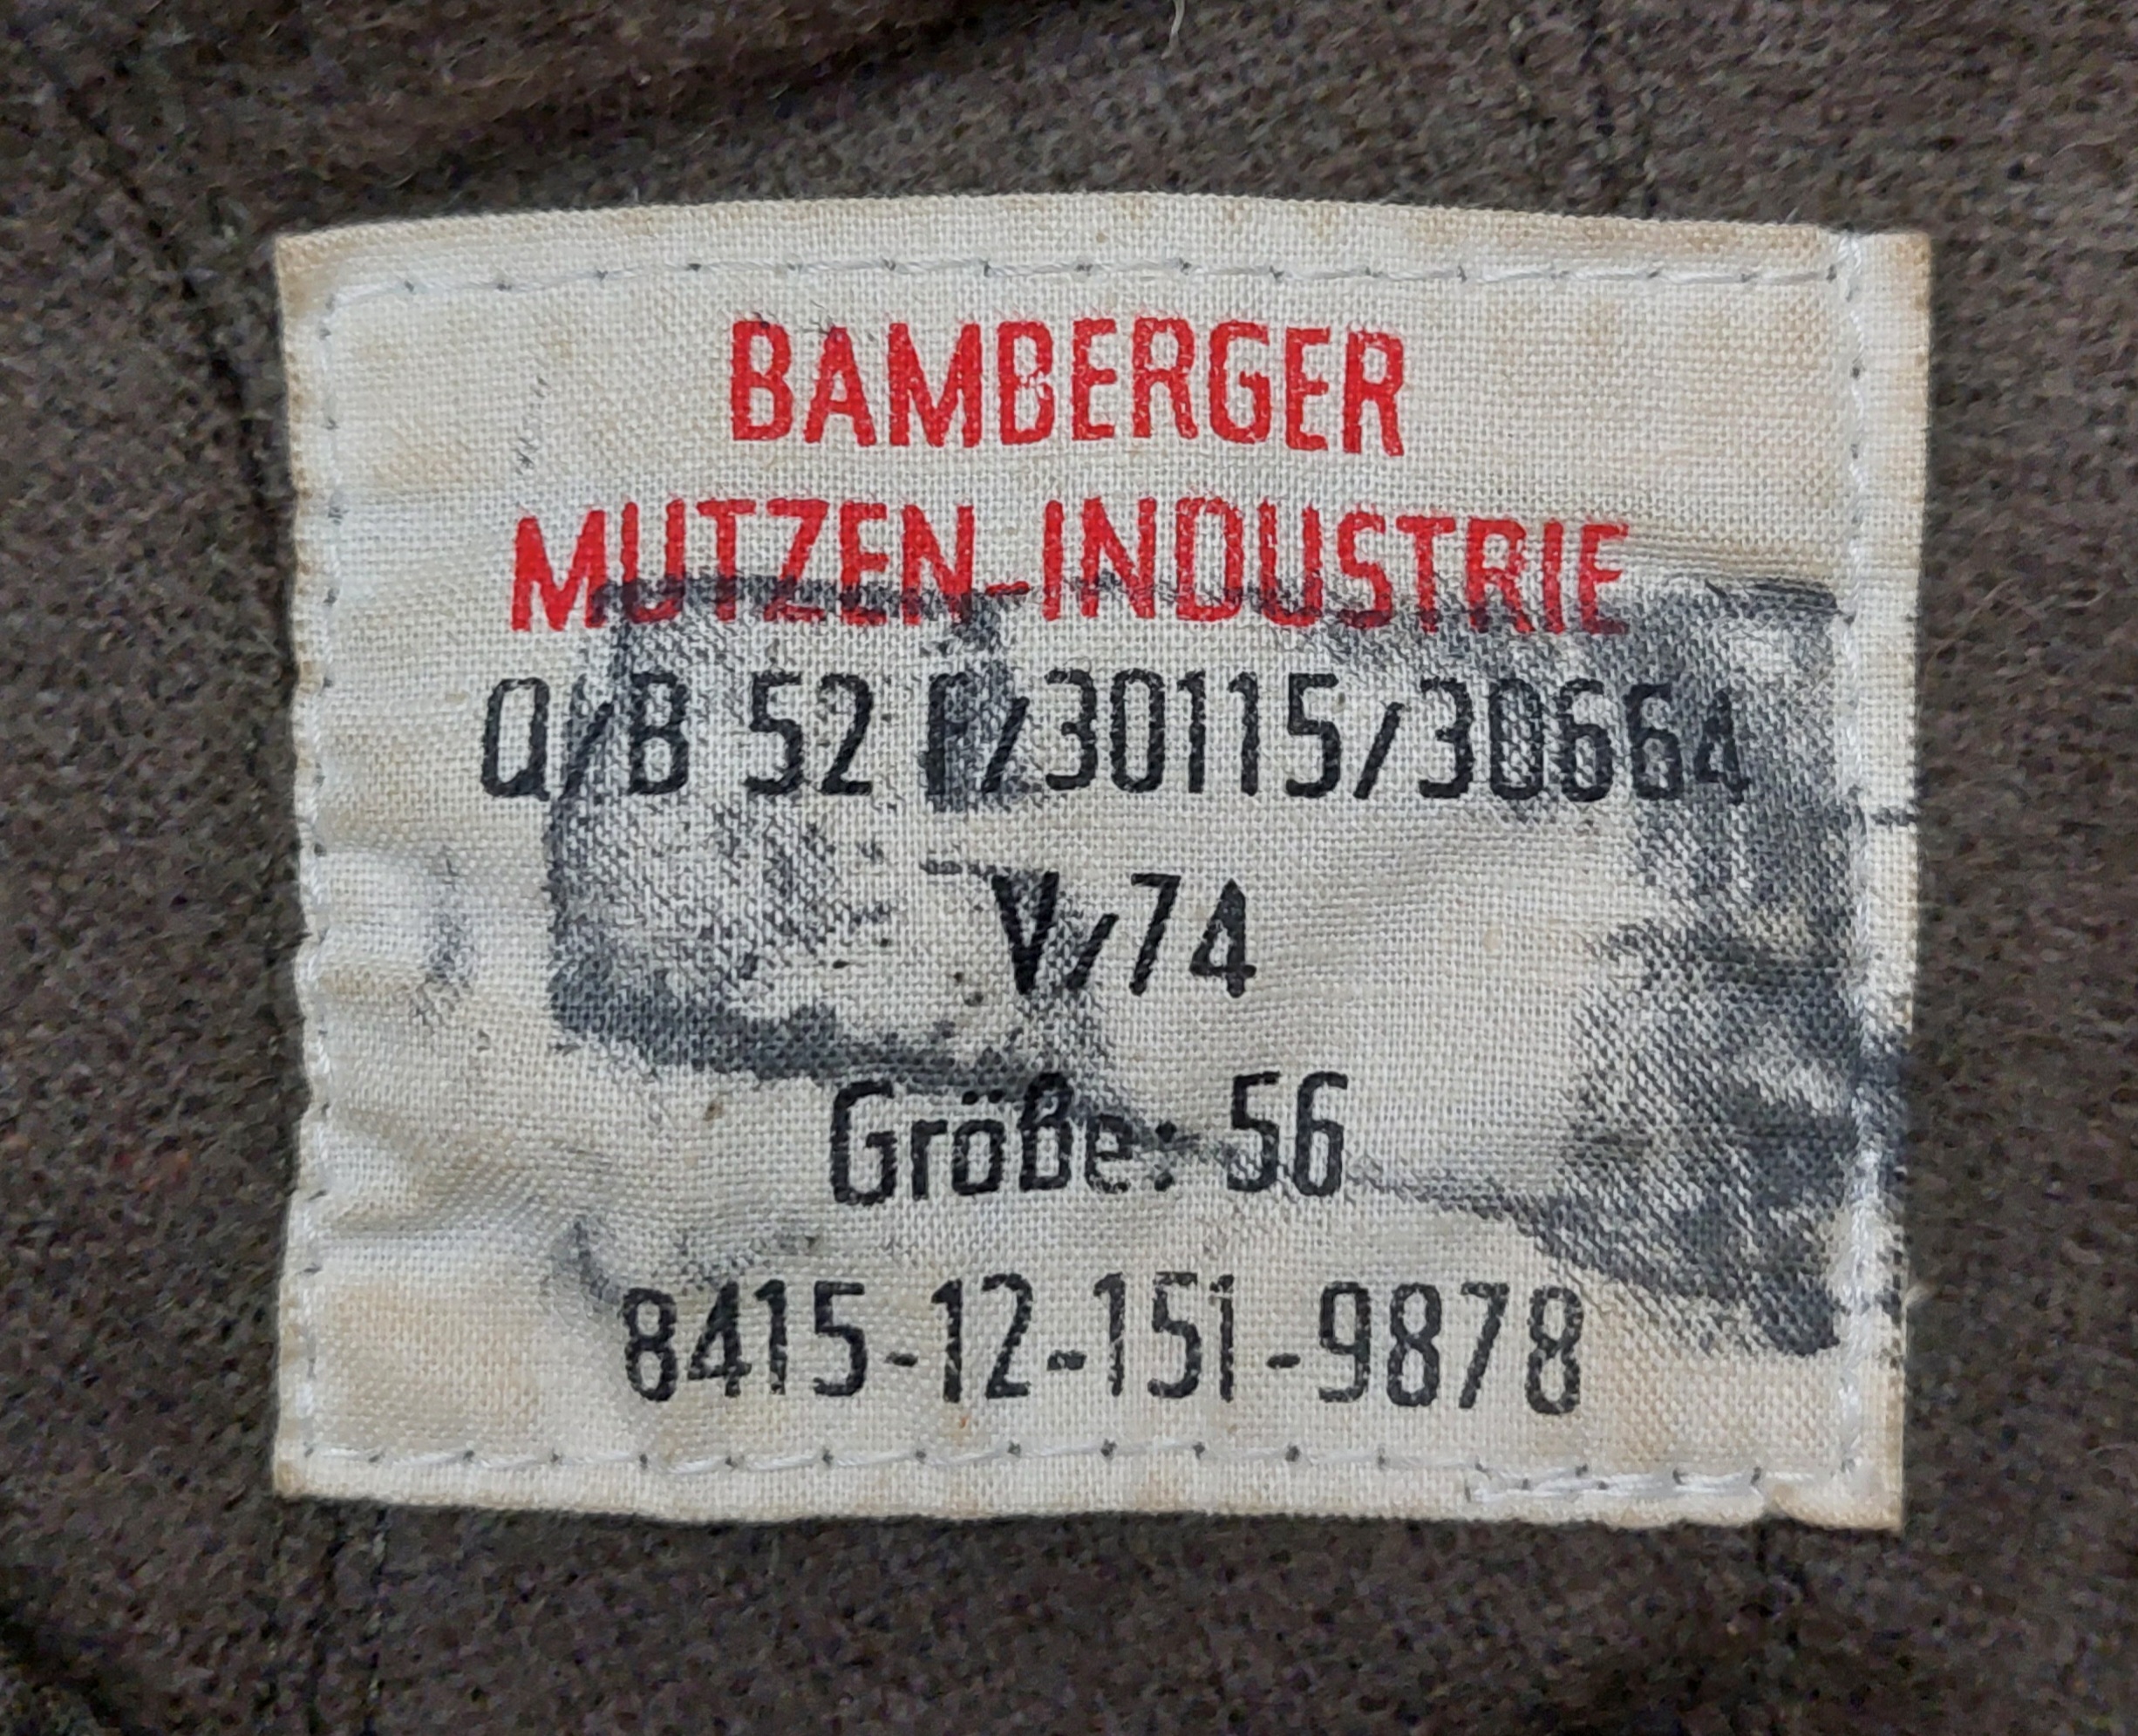 BAMBERGER
MUTZEN-INDUSTRIE
Q/B 52 F/30115/30664
V/74
Größe: 56
8415-12-151-9878